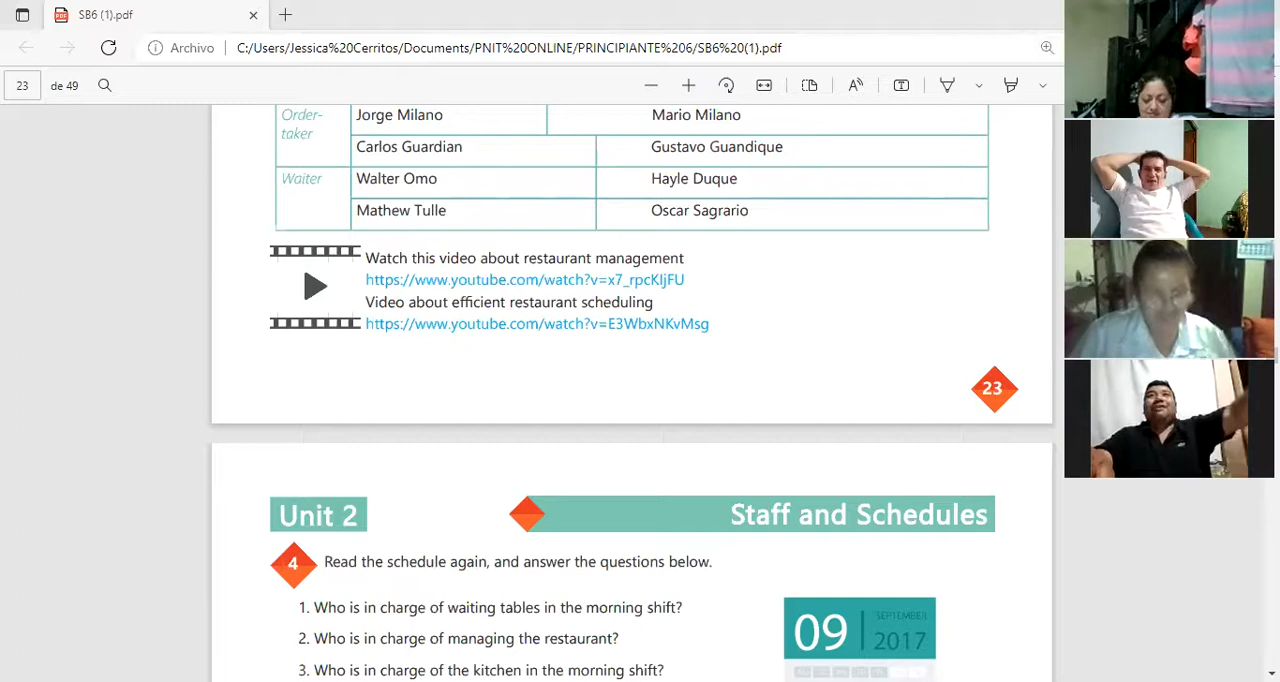 SB6 (1).pdf
Archivo C:/Users/Jessica%20Cerritos/Documents/PNIT%20ONLINE/PRINCIPIANTE%206/SB6%20(1).pdf
23 de 49
Order-
taker
Jorge Milano Mario Milano
Carlos Guardian Gustavo Guandique
Waiter Walter Omo Hayle Duque
Mathew Tulle Oscar Sagrario
Watch this video about restaurant management
https://www.youtube.com/watch?v=x7_rpcKIjFU
Video about efficient restaurant scheduling
https://www.youtube.com/watch?v=E3WbxNKvMsg
23
Unit 2 Staff and Schedules
4 Read the schedule again, and answer the questions below.
1. Who is in charge of waiting tables in the morning shift?
2. Who is in charge of managing the restaurant?
3. Who is in charge of the kitchen in the morning shift?
09 SEPTEMBER
2017